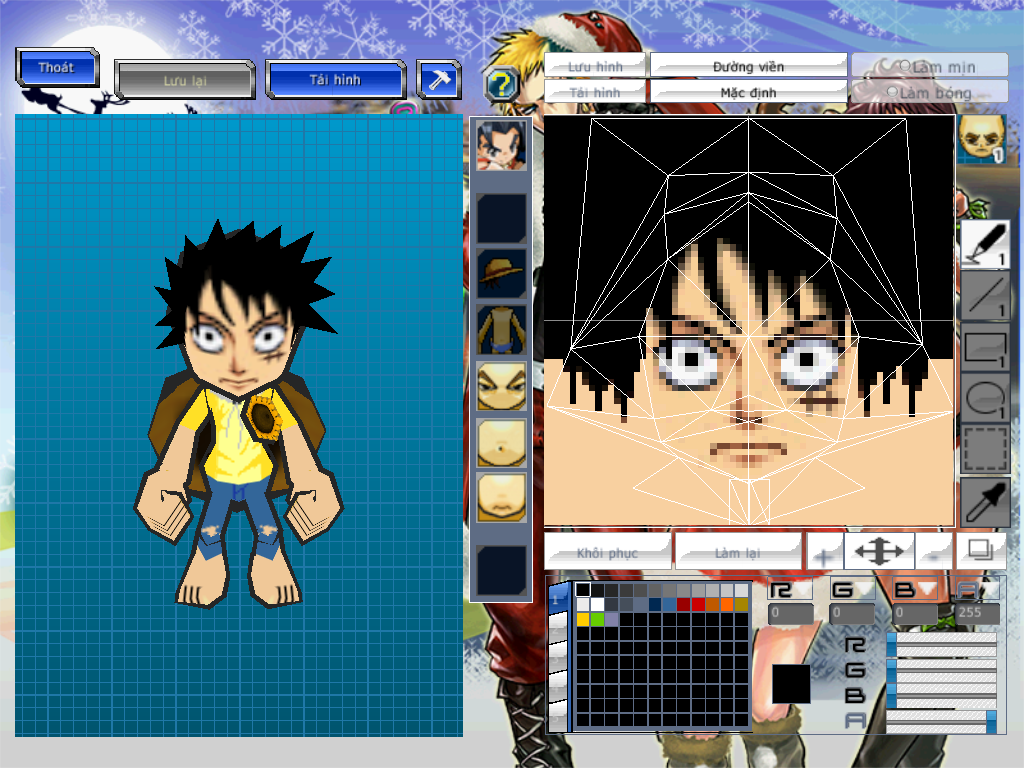 Thoát
Lưu lại
Tải hình
Lưu hình
Đường viền
Làm mịn
Tải hình
Mặc định
Làm bóng
1
1
1
1
1
Khôi phục
Làm lại
1
R
G
B
A
0
0
0
255
R
G
B
A